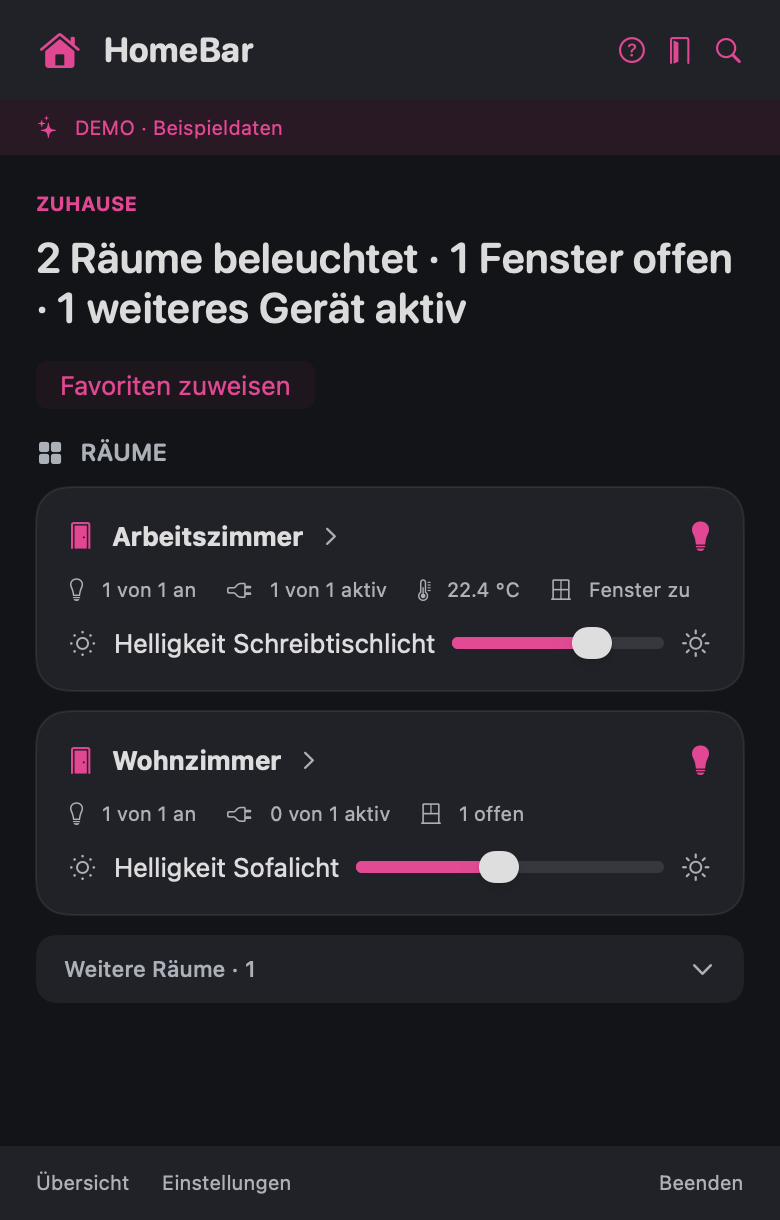 HomeBar
?
DEMO · Beispieldaten
ZUHAUSE
2 Räume beleuchtet · 1 Fenster offen
· 1 weiteres Gerät aktiv
Favoriten zuweisen
RÄUME
Arbeitszimmer
1 von 1 an 1 von 1 aktiv 22.4 °C Fenster zu
Helligkeit Schreibtischlicht
Wohnzimmer
1 von 1 an 0 von 1 aktiv 1 offen
Helligkeit Sofalicht
Weitere Räume · 1
Übersicht Einstellungen Beenden